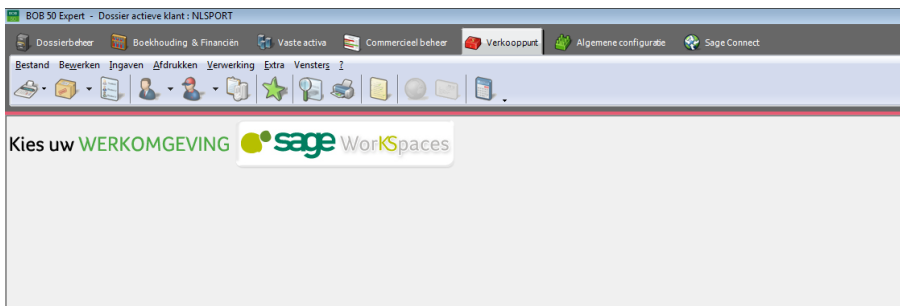 BOB 50 Expert - Dossier actieve klant : NLSPORT
Dossierbeheer Boekhouding & Financiën Vaste activa Commercieel beheer Verkooppunt Algemene configuratie Sage Connect
Bestand Bewerken Ingaven Afdrukken Verwerking Extra Vensters ?
Kies uw WERKOMGEVING sage WorKSpaces